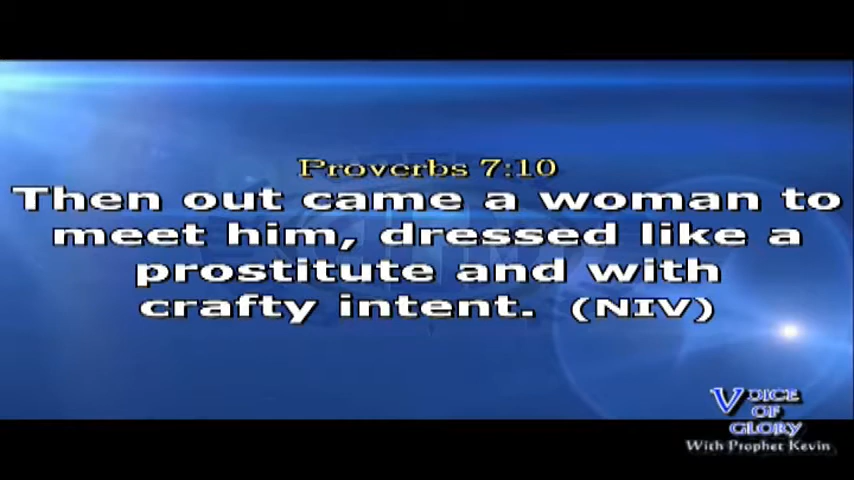 Proverbs 7:10
Then out came a woman to
meet him, dressed like a
prostitute and with
crafty intent. (NIV)
VOICE
OF
GLORY
With Prophet Kevin